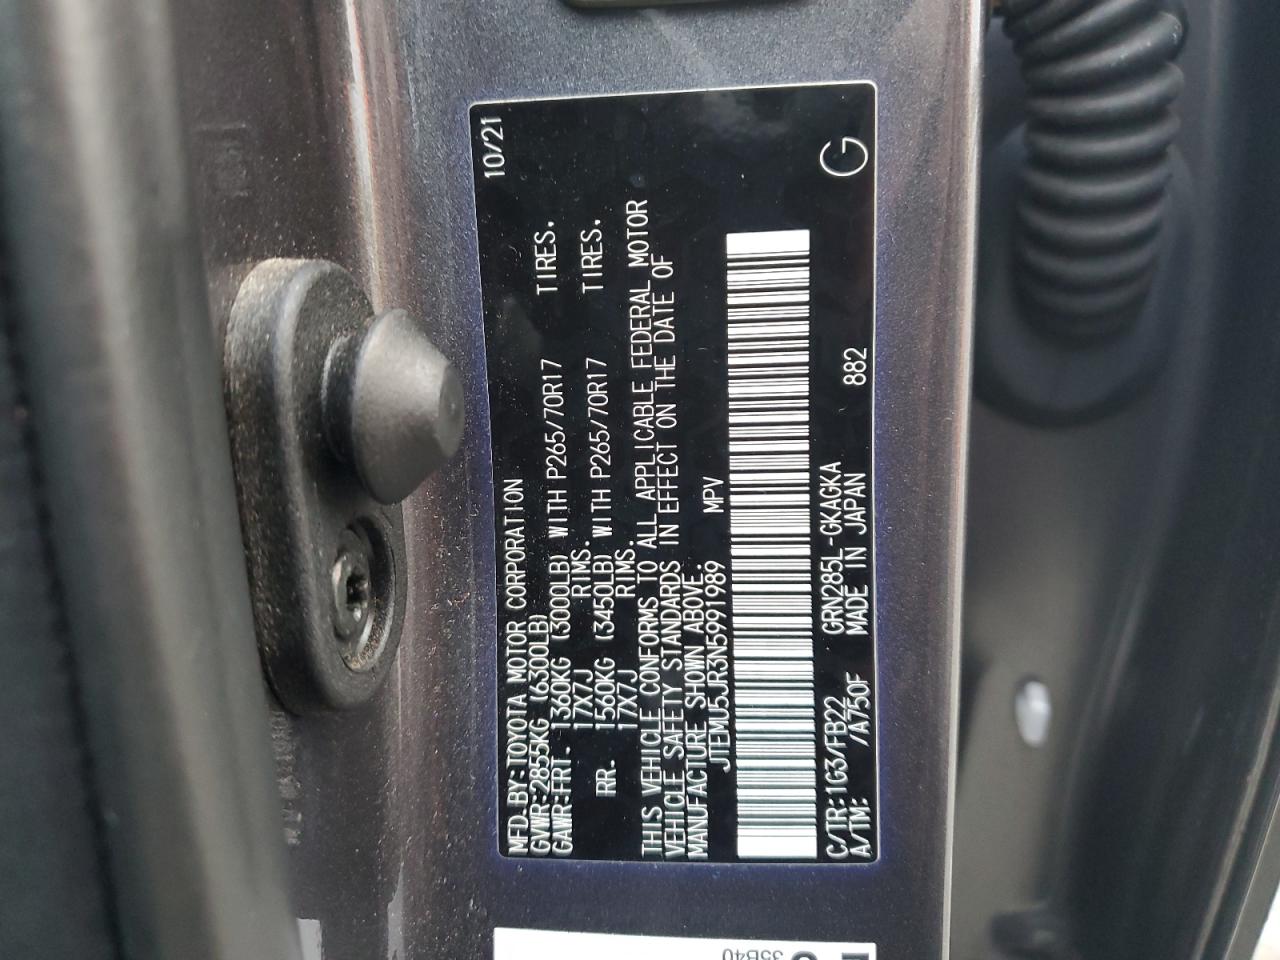 MFD.BY:TOYOTA MOTOR CORPORATION 10/21
GVWR:2855KG (6300LB)
GAWR:FRT. 1360KG (3000LB) WITH P265/70R17 TIRES.
17X7J RIMS.
RR. 1560KG (3450LB) WITH P265/70R17 TIRES.
17X7J RIMS.
THIS VEHICLE CONFORMS TO ALL APPLICABLE FEDERAL MOTOR
VEHICLE SAFETY STANDARDS IN EFFECT ON THE DATE OF
MANUFACTURE SHOWN ABOVE.
JTEMU5JR3N5991989 MPV
C/TR:1G3/FB22 GRN285L-GKAGKA G
A/TM: /A750F MADE IN JAPAN 882
35B40